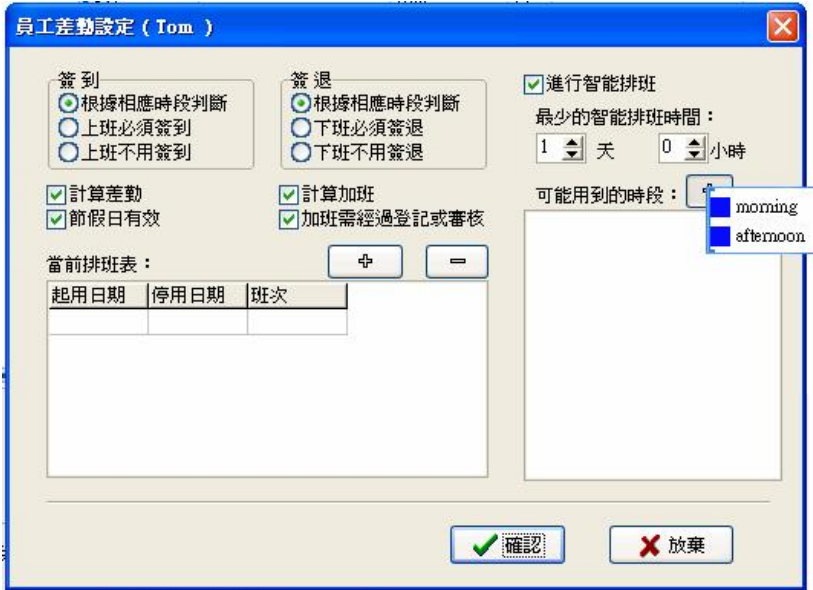 員工差勤設定 ( Tom )
簽到
根據相應時段判斷
上班必須簽到
上班不用簽到
簽退
根據相應時段判斷
下班必須簽退
下班不用簽退
進行智能排班
最少的智能排班時間：
1 天 0 小時
計算差勤
節假日有效
計算加班
加班需經過登記或審核
可能用到的時段：
morning
afternoon
當前排班表：
起用日期 停用日期 班次
確認 放棄